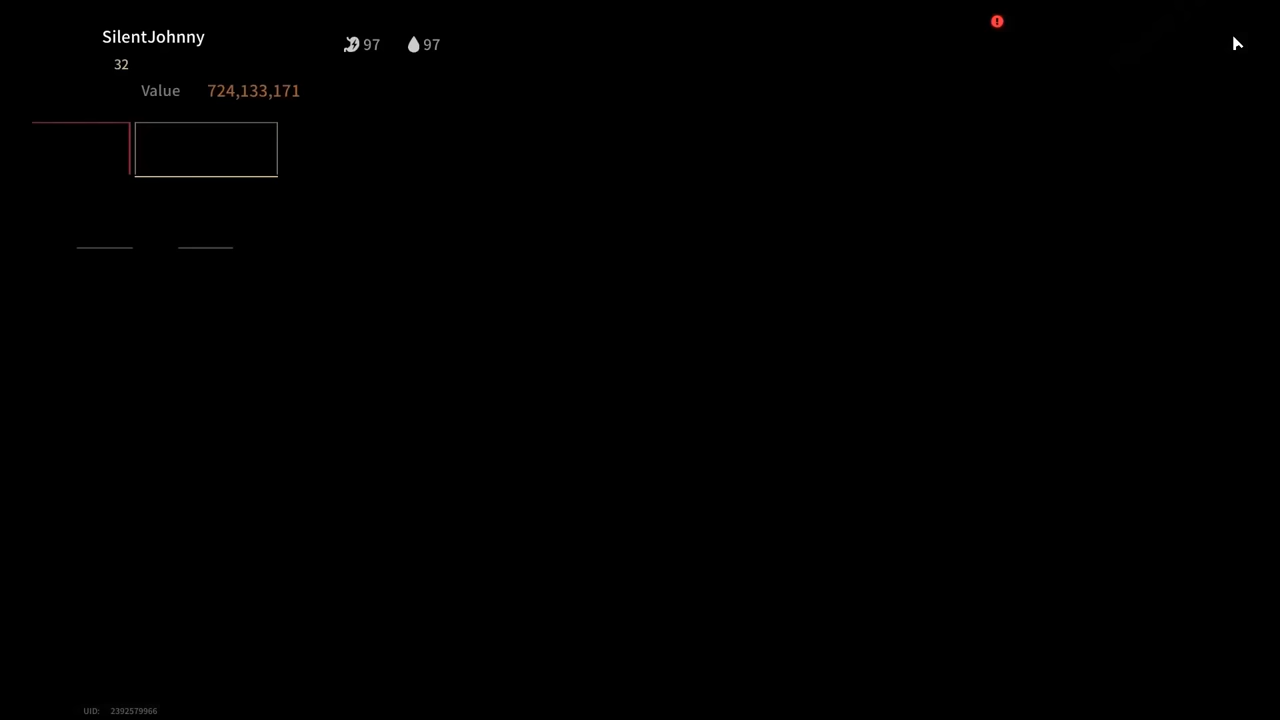 SilentJohnny
97 97
32
Value 724,133,171
UID: 2392579966